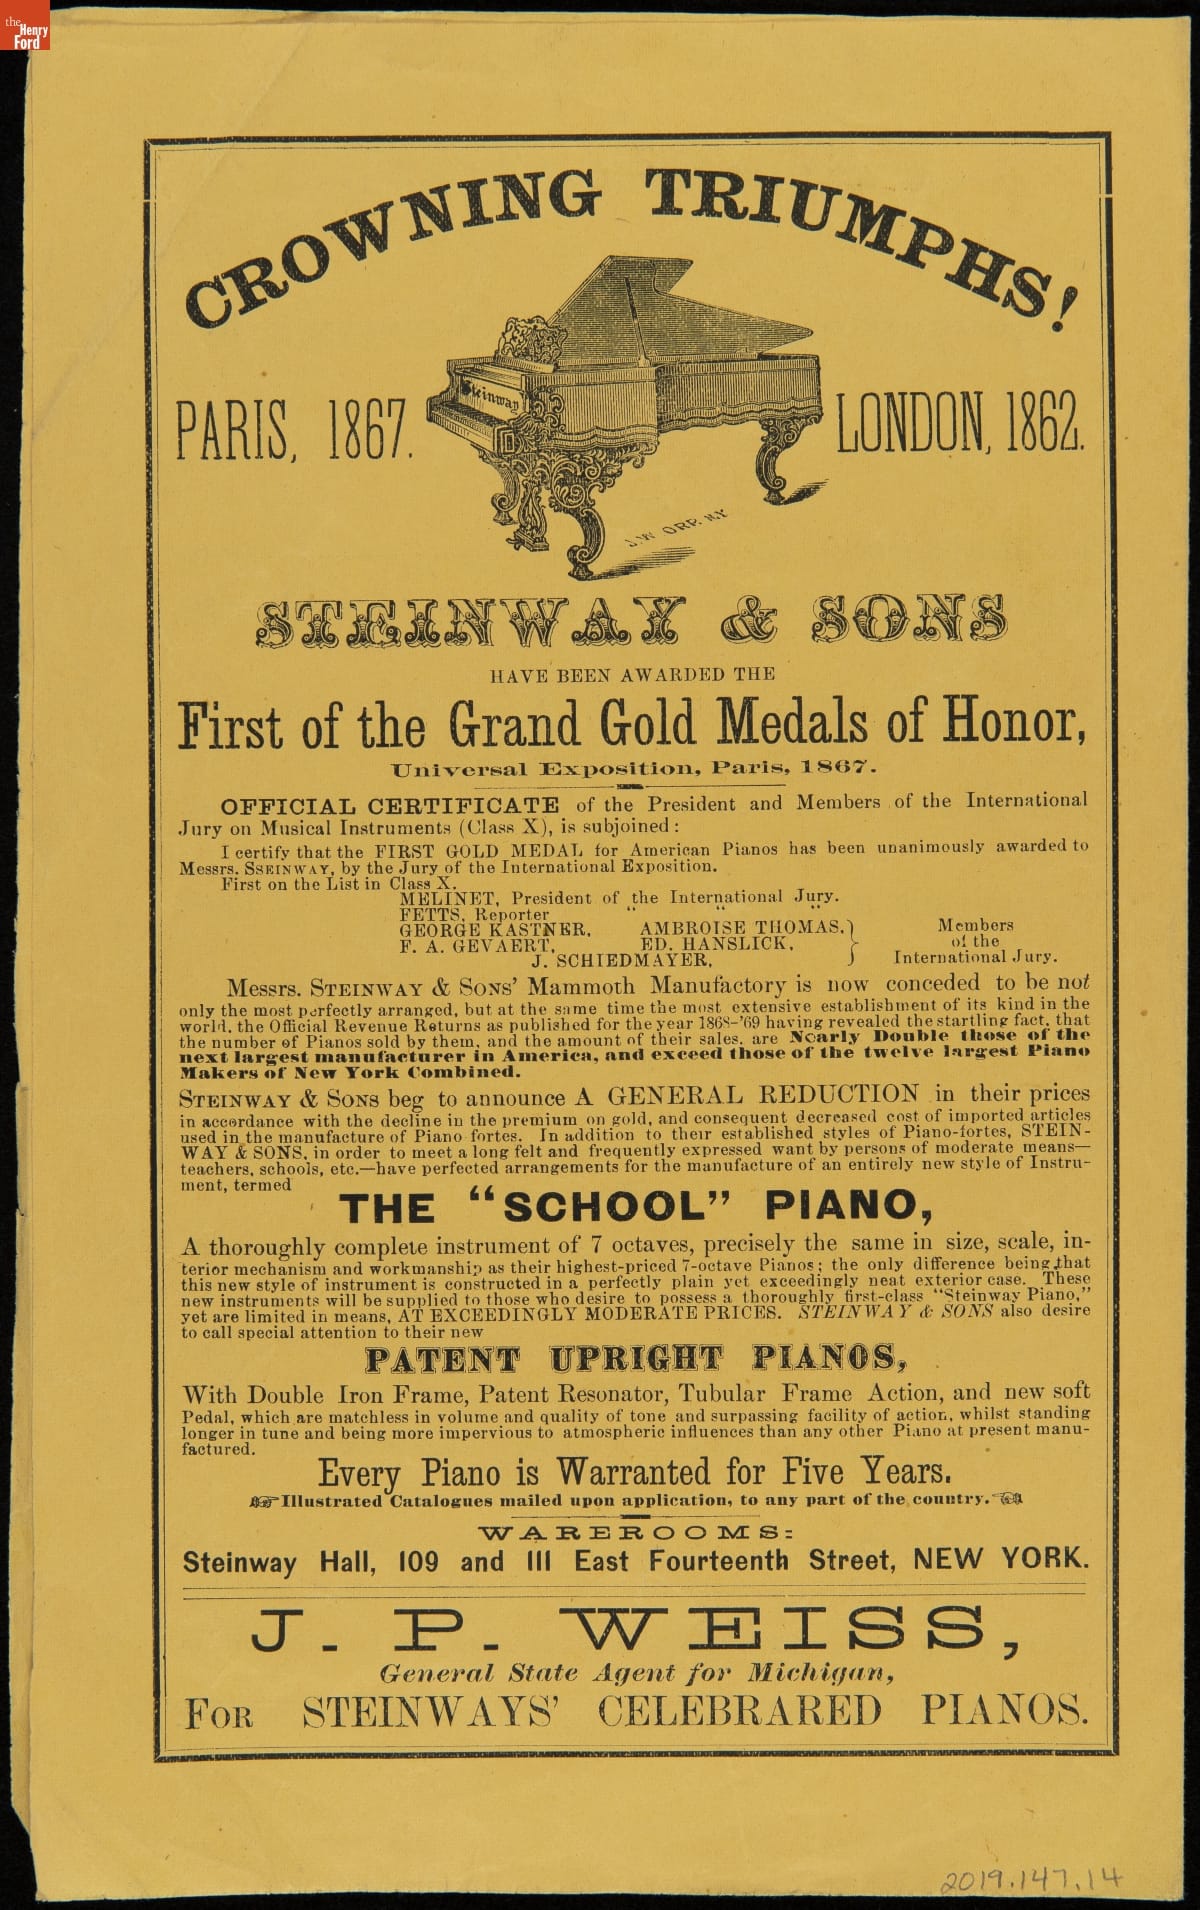 the
Henry
Ford
CROWNING TRIUMPHS!
PARIS, 1867.
Steinway
LONDON, 1862.
J.W ORR. N.Y
STEINWAY & SONS
HAVE BEEN AWARDED THE
First of the Grand Gold Medals of Honor,
Universal Exposition, Paris, 1867.
OFFICIAL CERTIFICATE of the President and Members of the International
Jury on Musical Instruments (Class X), is subjoined:
I certify that the FIRST GOLD MEDAL for American Pianos has been unanimously awarded to
Messrs. SSEINWAY, by the Jury of the International Exposition.
First on the List in Class X.
MELINET, President of the International Jury.
FETTS, Reporter " " "
GEORGE KASTNER, AMBROISE THOMAS, } Members
F. A. GEVAERT, ED. HANSLICK, } of the
J. SCHIEDMAYER, } International Jury.
Messrs. STEINWAY & SONS' Mammoth Manufactory is now conceded to be not
only the most perfectly arranged, but at the same time the most extensive establishment of its kind in the
world, the Official Revenue Returns as published for the year 1868-'69 having revealed the startling fact, that
the number of Pianos sold by them, and the amount of their sales, are Nearly Double those of the
next largest manufacturer in America, and exceed those of the twelve largest Piano
Makers of New York Combined.
STEINWAY & SONS beg to announce A GENERAL REDUCTION in their prices
in accordance with the decline in the premium on gold, and consequent decreased cost of imported articles
used in the manufacture of Piano fortes. In addition to their established styles of Piano-fortes, STEIN-
WAY & SONS, in order to meet a long felt and frequently expressed want by persons of moderate means—
teachers, schools, etc.—have perfected arrangements for the manufacture of an entirely new style of Instru-
ment, termed
THE "SCHOOL" PIANO,
A thoroughly complete instrument of 7 octaves, precisely the same in size, scale, in-
terior mechanism and workmanship as their highest-priced 7-octave Pianos; the only difference being that
this new style of instrument is constructed in a perfectly plain yet exceedingly neat exterior case. These
new instruments will be supplied to those who desire to possess a thoroughly first-class "Steinway Piano,"
yet are limited in means, AT EXCEEDINGLY MODERATE PRICES. STEINWAY & SONS also desire
to call special attention to their new
PATENT UPRIGHT PIANOS,
With Double Iron Frame, Patent Resonator, Tubular Frame Action, and new soft
Pedal, which are matchless in volume and quality of tone and surpassing facility of action, whilst standing
longer in tune and being more impervious to atmospheric influences than any other Piano at present manu-
factured.
Every Piano is Warranted for Five Years.
☞Illustrated Catalogues mailed upon application, to any part of the country.☜
WAREROOMS:
Steinway Hall, 109 and 111 East Fourteenth Street, NEW YORK.
J. P. WEISS,
General State Agent for Michigan,
FOR STEINWAYS' CELEBRARED PIANOS.
2019.147.14